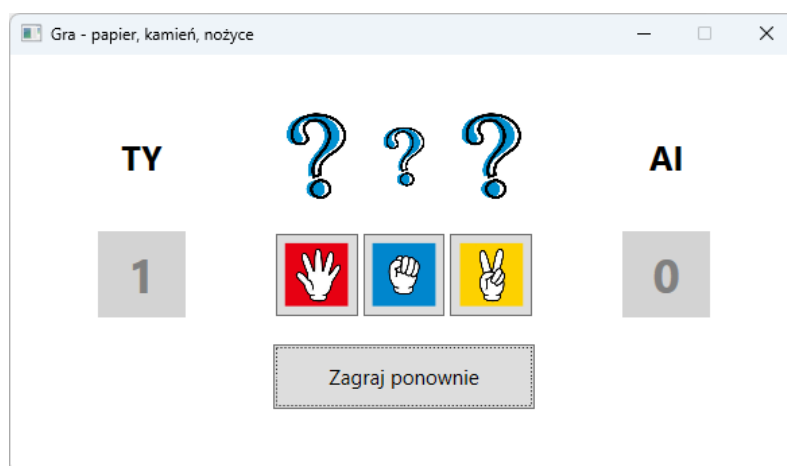 Gra - papier, kamień, nożyce
TY
? ? ?
AI
1
0
Zagraj ponownie